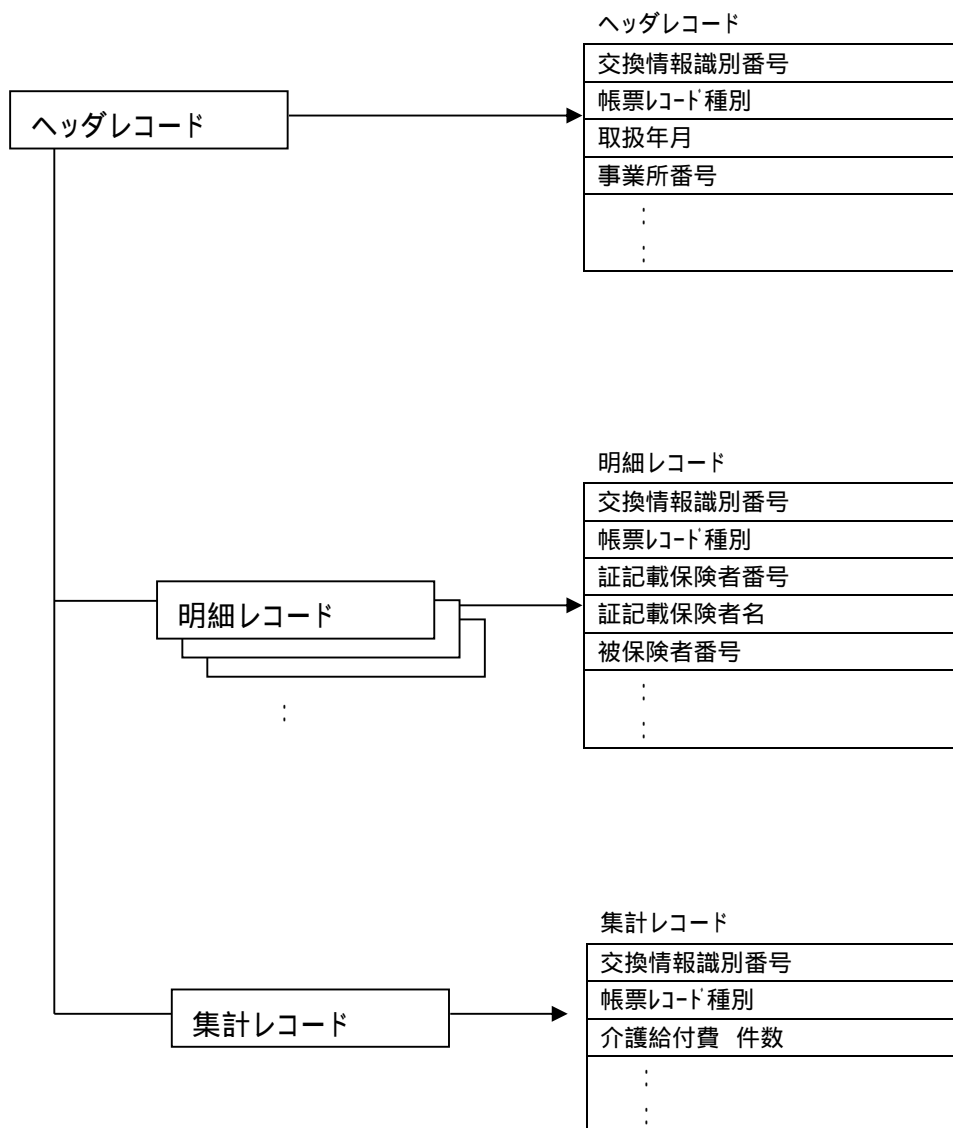 ヘッダレコード
交換情報識別番号
帳票ﾚｺｰﾄﾞ種別
取扱年月
事業所番号
:
:
ヘッダレコード
明細レコード
交換情報識別番号
帳票ﾚｺｰﾄﾞ種別
証記載保険者番号
証記載保険者名
被保険者番号
:
:
明細レコード
:
集計レコード
交換情報識別番号
帳票ﾚｺｰﾄﾞ種別
介護給付費 件数
:
:
集計レコード